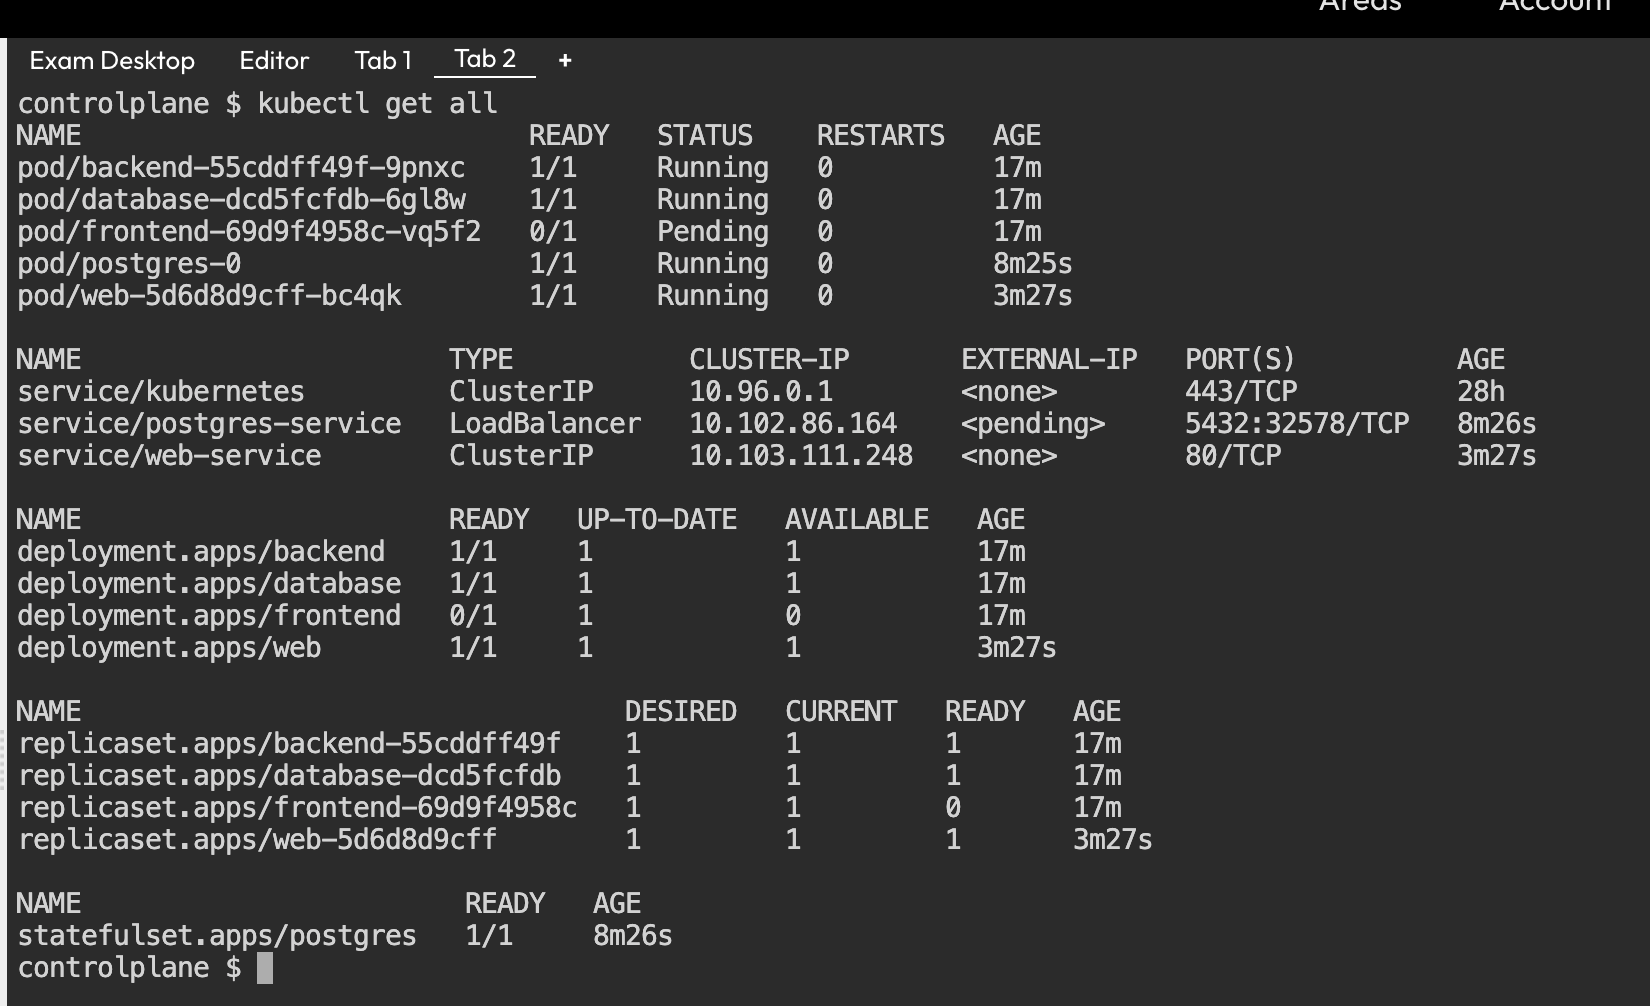 Areas Account
Exam Desktop Editor Tab 1 Tab 2 +
controlplane $ kubectl get all
NAME READY STATUS RESTARTS AGE
pod/backend-55cddff49f-9pnxc 1/1 Running 0 17m
pod/database-dcd5fcfdb-6gl8w 1/1 Running 0 17m
pod/frontend-69d9f4958c-vq5f2 0/1 Pending 0 17m
pod/postgres-0 1/1 Running 0 8m25s
pod/web-5d6d8d9cff-bc4qk 1/1 Running 0 3m27s
NAME TYPE CLUSTER-IP EXTERNAL-IP PORT(S) AGE
service/kubernetes ClusterIP 10.96.0.1 <none> 443/TCP 28h
service/postgres-service LoadBalancer 10.102.86.164 <pending> 5432:32578/TCP 8m26s
service/web-service ClusterIP 10.103.111.248 <none> 80/TCP 3m27s
NAME READY UP-TO-DATE AVAILABLE AGE
deployment.apps/backend 1/1 1 1 17m
deployment.apps/database 1/1 1 1 17m
deployment.apps/frontend 0/1 1 0 17m
deployment.apps/web 1/1 1 1 3m27s
NAME DESIRED CURRENT READY AGE
replicaset.apps/backend-55cddff49f 1 1 1 17m
replicaset.apps/database-dcd5fcfdb 1 1 1 17m
replicaset.apps/frontend-69d9f4958c 1 1 0 17m
replicaset.apps/web-5d6d8d9cff 1 1 1 3m27s
NAME READY AGE
statefulset.apps/postgres 1/1 8m26s
controlplane $